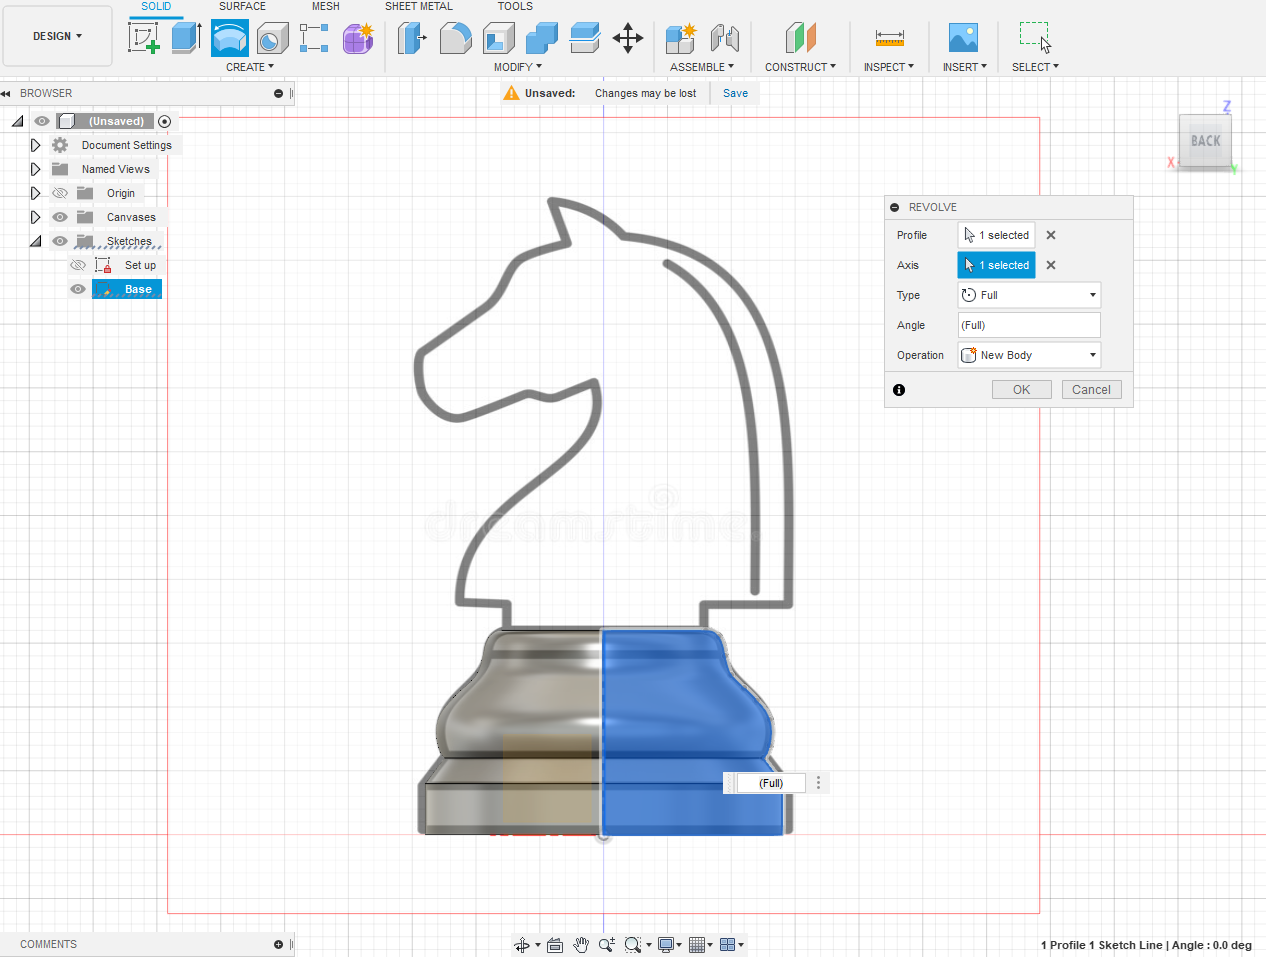 SOLID SURFACE MESH SHEET METAL TOOLS
DESIGN
CREATE MODIFY ASSEMBLE CONSTRUCT INSPECT INSERT SELECT
BROWSER
Unsaved: Changes may be lost Save
(Unsaved)
Document Settings
Named Views
Origin
Canvases
Sketches
Set up
Base
Z
BACK
X
Y
REVOLVE
Profile 1 selected
Axis 1 selected
Type Full
Angle (Full)
Operation New Body
OK Cancel
dreamstime
(Full)
COMMENTS
1 Profile 1 Sketch Line | Angle : 0.0 deg